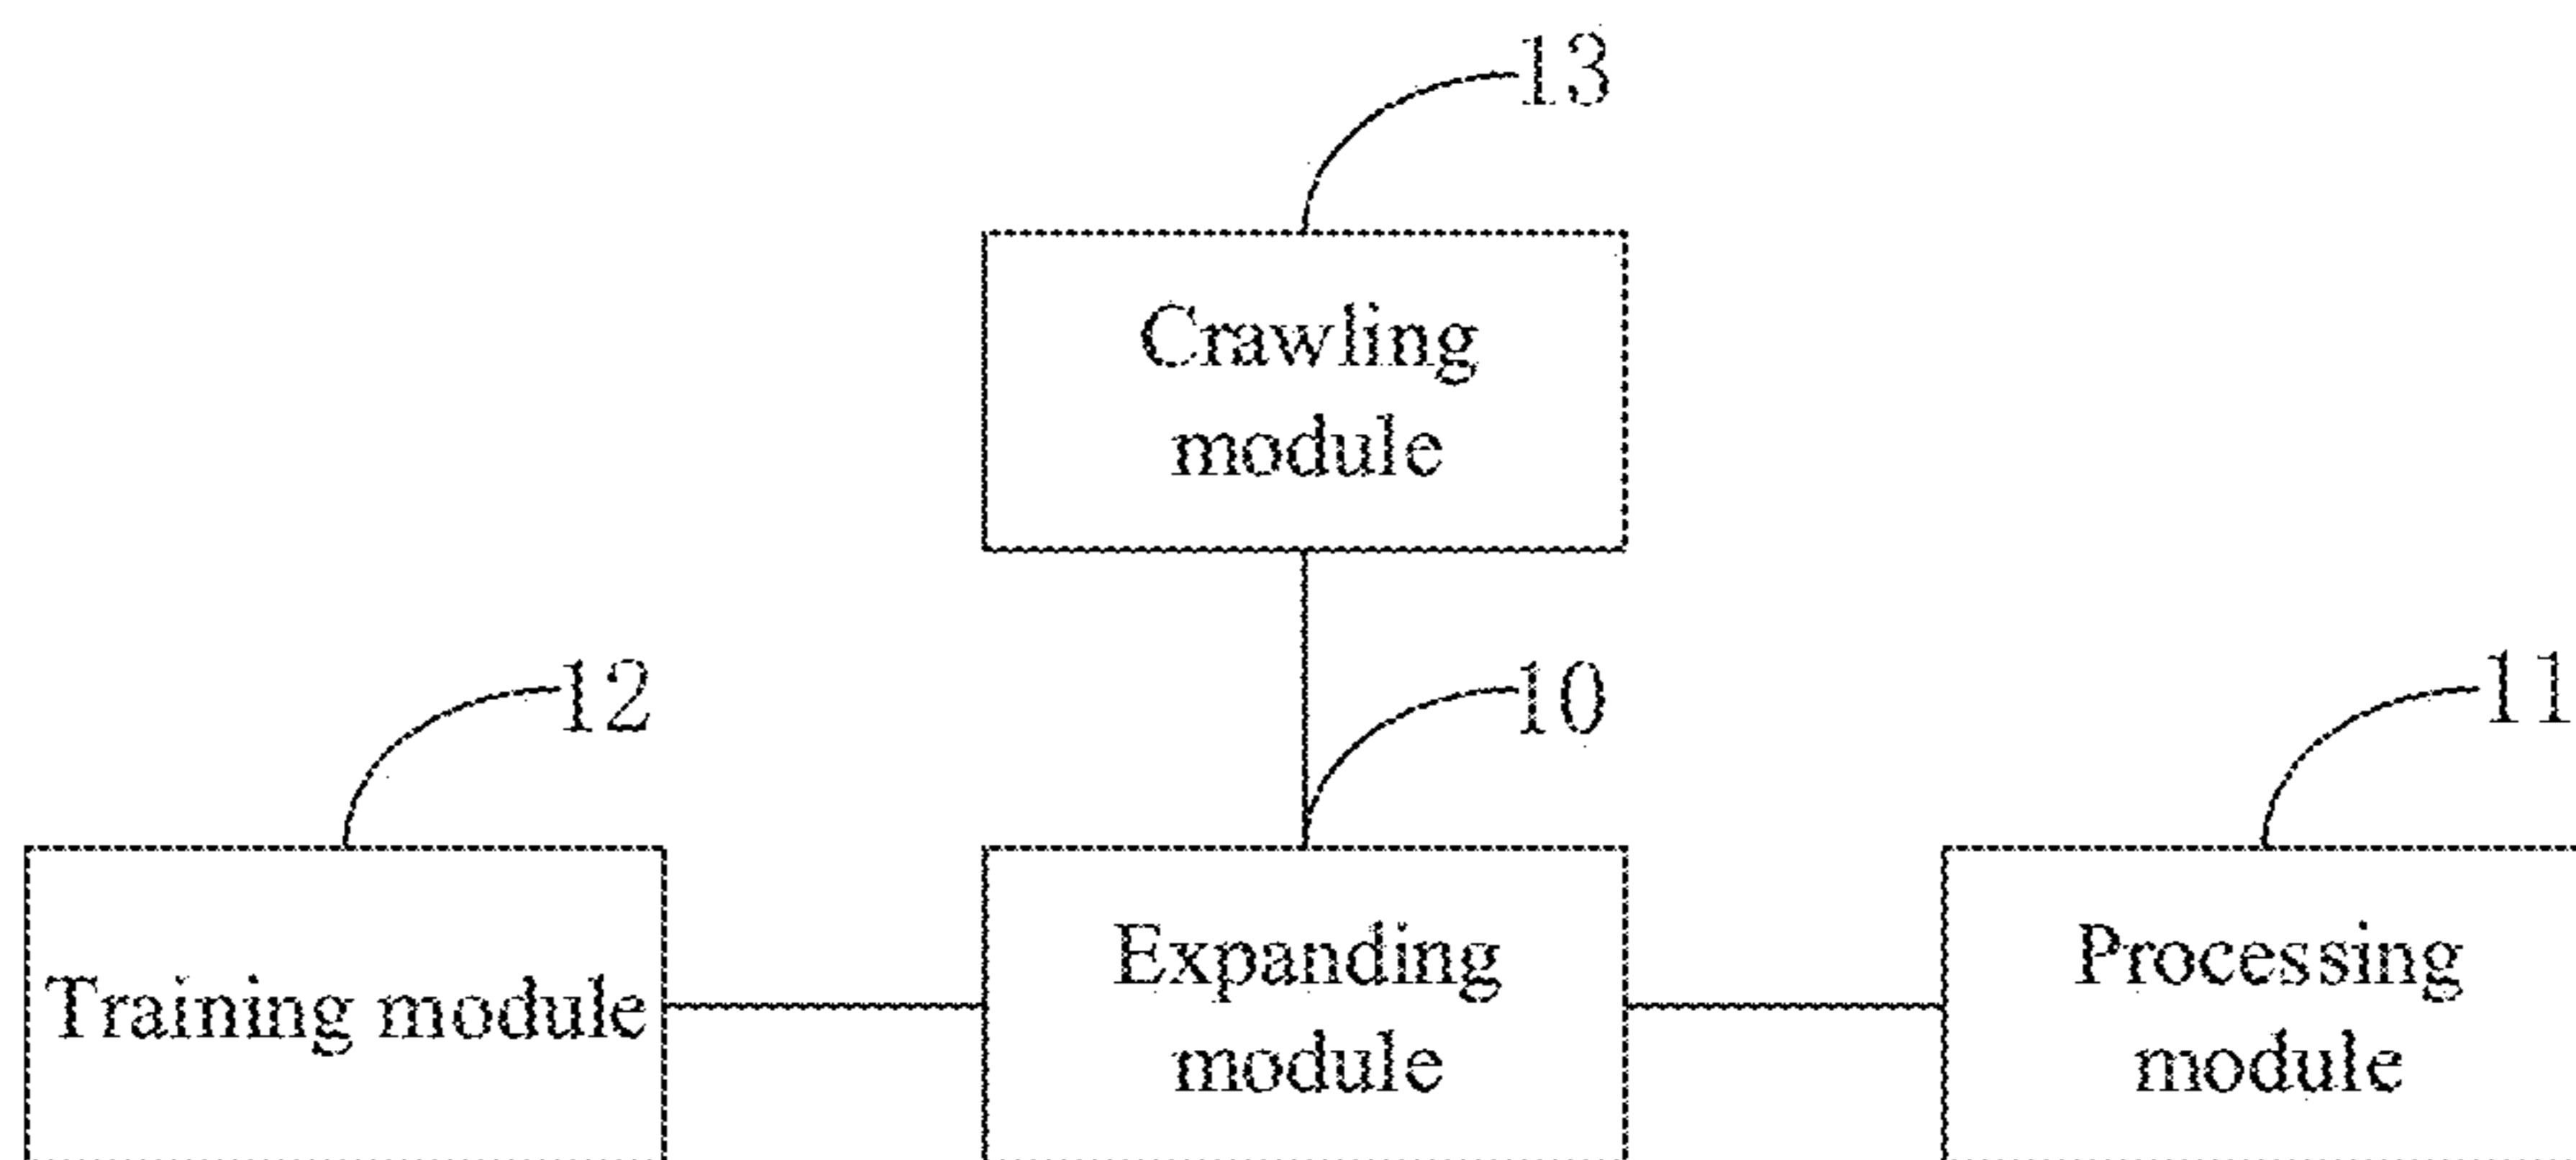 13
Crawling
module
12
10
11
Training module
Expanding
module
Processing
module